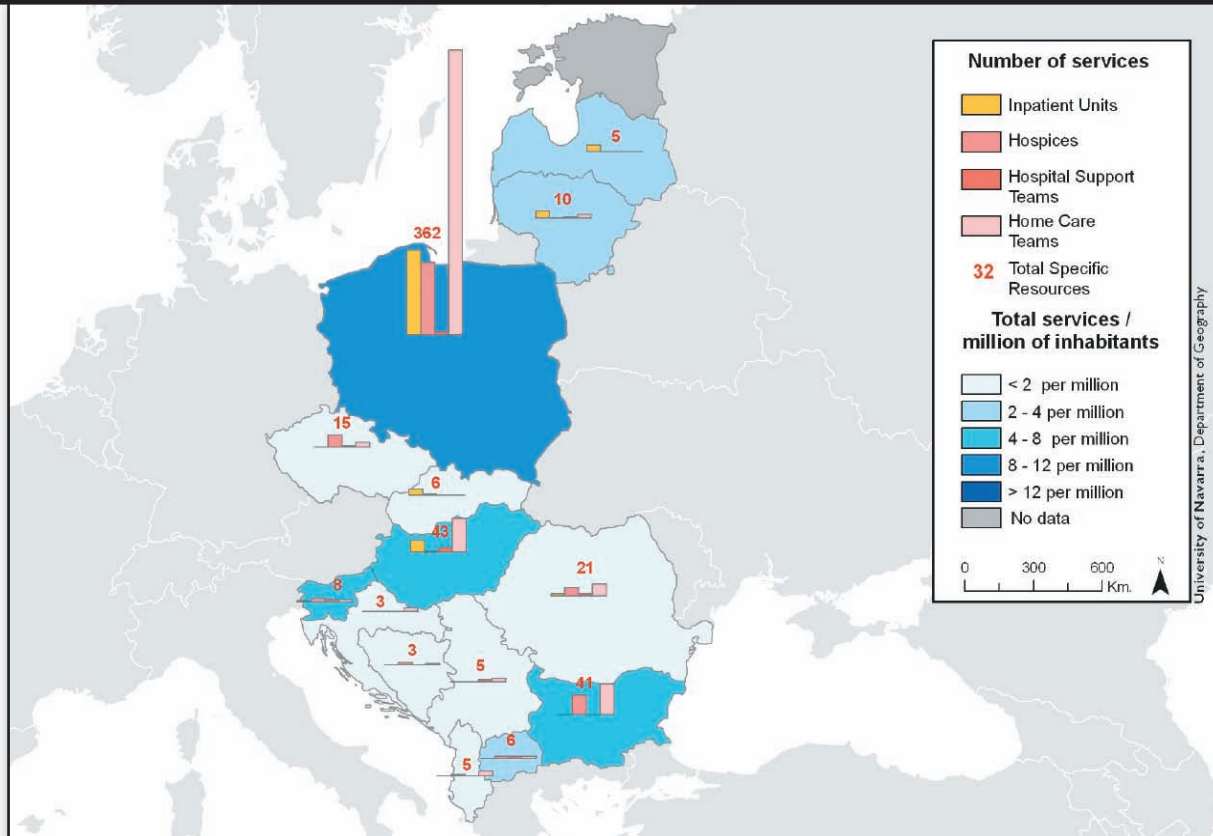 5
10
362
15
6
43
8
3
21
3
5
41
6
5
Number of services
Inpatient Units
Hospices
Hospital Support
Teams
Home Care
Teams
32 Total Specific
Resources
Total services /
million of inhabitants
< 2 per million
2 - 4 per million
4 - 8 per million
8 - 12 per million
> 12 per million
No data
0 300 600
Km.
N
University of Navarra, Department of Geography